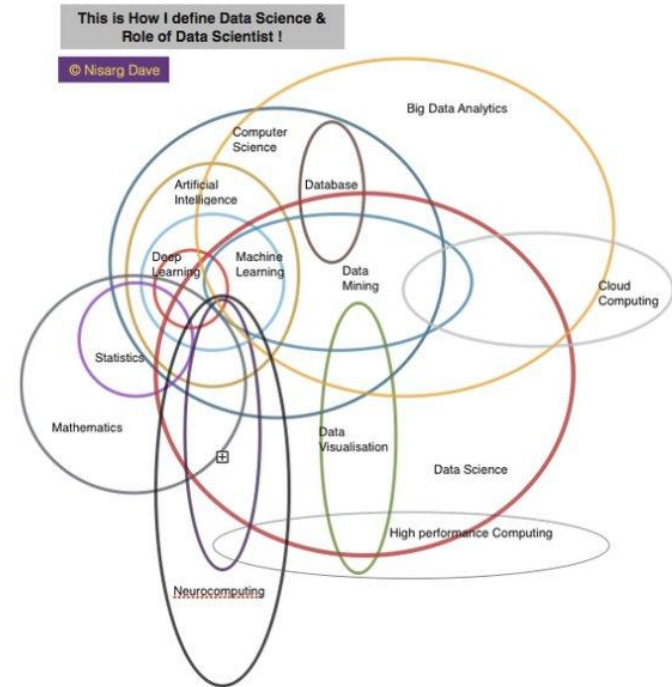 This is How I define Data Science &
Role of Data Scientist !
© Nisarg Dave
Big Data Analytics
Computer
Science
Artificial
Intelligence
Database
Deep
Learning
Machine
Learning
Data
Mining
Cloud
Computing
Statistics
Mathematics
Data
Visualisation
Data Science
High performance Computing
Neurocomputing